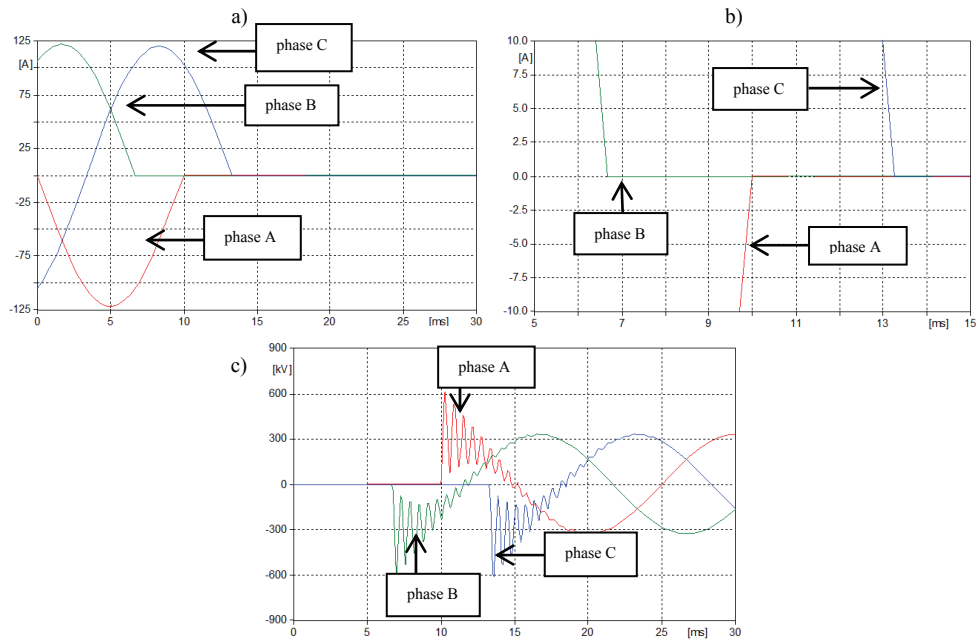 a)
125
[A]
75
25
-25
-75
-125
0 5 10 15 20 [ms] 30
phase C
phase B
phase A
b)
10.0
[A]
7.5
5.0
2.5
0.0
-2.5
-5.0
-7.5
-10.0
5 7 9 11 13 [ms] 15
phase C
phase B
phase A
c)
900
[kV]
600
300
0
-300
-600
-900
0 5 10 15 20 25 [ms] 30
phase A
phase C
phase B